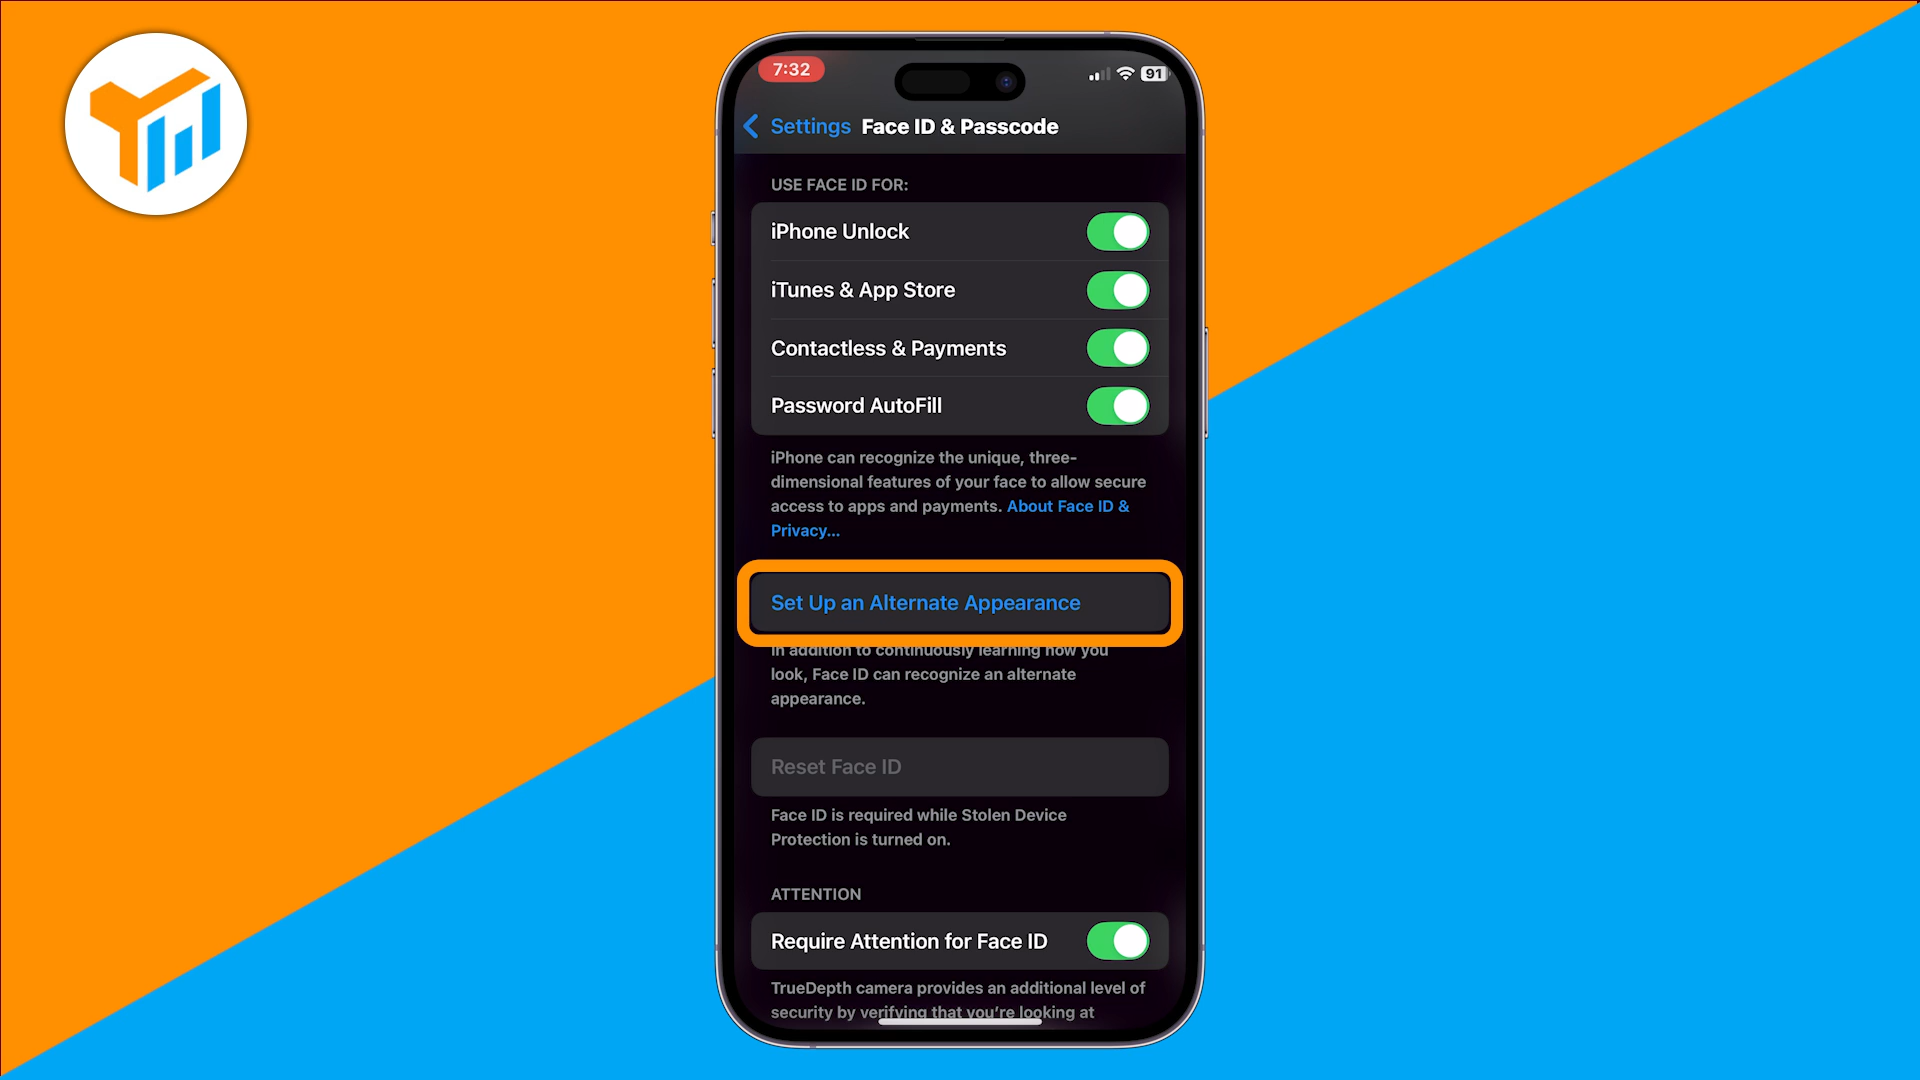 7:32
91
Settings Face ID & Passcode
USE FACE ID FOR:
iPhone Unlock
iTunes & App Store
Contactless & Payments
Password AutoFill
iPhone can recognize the unique, three-
dimensional features of your face to allow secure
access to apps and payments. About Face ID &
Privacy...
Set Up an Alternate Appearance
In addition to continuously learning how you
look, Face ID can recognize an alternate
appearance.
Reset Face ID
Face ID is required while Stolen Device
Protection is turned on.
ATTENTION
Require Attention for Face ID
TrueDepth camera provides an additional level of
security by verifying that you're looking at